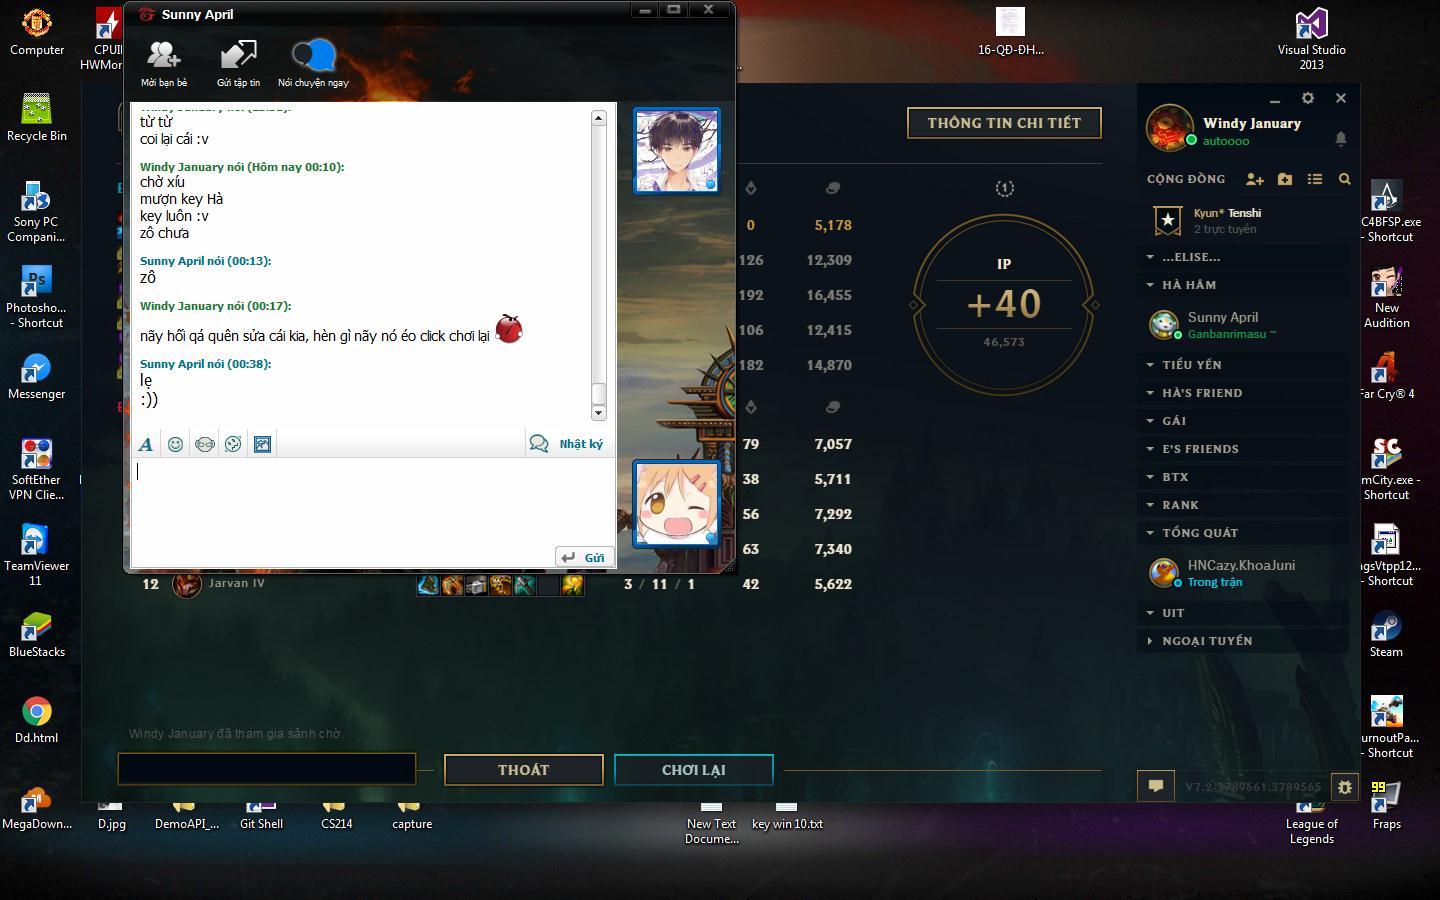 Computer
CPUI
HWMor
Recycle Bin
Sony PC
Compani...
Photosho...
- Shortcut
Messenger
SoftEther
VPN Clie...
TeamViewer
11
BlueStacks
Dd.html
MegaDown...
D.jpg
DemoAPI_...
Git Shell
CS214
capture
Sunny April
Mời bạn bè
Gửi tập tin
Nói chuyện ngay
từ từ
coi lại cái :v
Windy January nói (Hôm nay 00:10):
chờ xíu
mượn key Hà
key luôn :v
zô chưa
Sunny April nói (00:13):
zô
Windy January nói (00:17):
nãy hối qá quên sửa cái kia, hèn gì nãy nó éo click chơi lại
Sunny April nói (00:38):
lẹ
:))
A
Nhật ký
Gửi
12 Jarvan IV 3 / 11 / 1 42 5,622
0 5,178
126 12,309
192 16,455
106 12,415
182 14,870
79 7,057
38 5,711
56 7,292
63 7,340
THÔNG TIN CHI TIẾT
1
IP
+40
46,573
Windy January đã tham gia sảnh chờ.
THOÁT
CHƠI LẠI
New Text
Docume...
key win 10.txt
16-QĐ-ĐH...
Visual Studio
2013
Windy January
autoooo
CỘNG ĐỒNG
Kyun* Tenshi
2 trực tuyến
...ELISE...
HÀ HÂM
Sunny April
Ganbanrimasu ~
TIỂU YẾN
HÀ'S FRIEND
GÁI
E'S FRIENDS
BTX
RANK
TỔNG QUÁT
HNCazy.KhoaJuni
Trong trận
UIT
NGOẠI TUYẾN
V7.2-3789661.3789565
C4BFSP.exe
- Shortcut
New
Audition
Far Cry® 4
SC
mCity.exe -
Shortcut
ngsVtpp12...
- Shortcut
Steam
urnoutPa...
- Shortcut
League of
Legends
99
Fraps